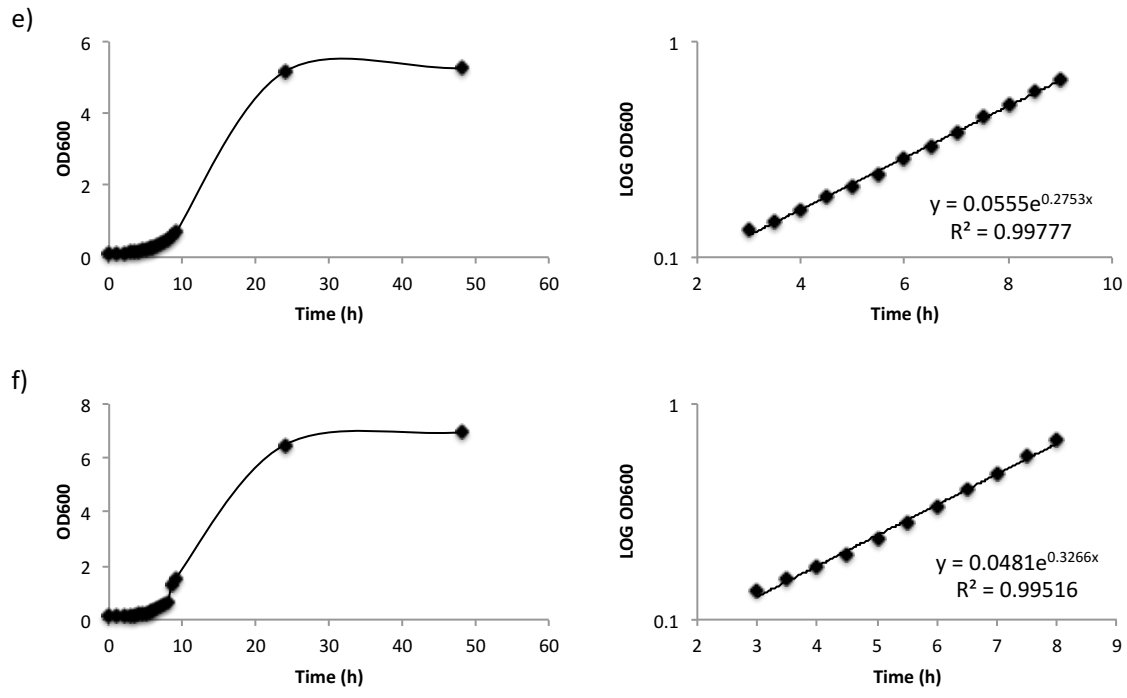 e)
OD600
6
4
2
0
0 10 20 30 40 50 60
Time (h)
LOG OD600
1
0.1
y = 0.0555e^0.2753x
R² = 0.99777
2 4 6 8 10
Time (h)
f)
OD600
8
6
4
2
0
0 10 20 30 40 50 60
Time (h)
LOG OD600
1
0.1
y = 0.0481e^0.3266x
R² = 0.99516
2 3 4 5 6 7 8 9
Time (h)